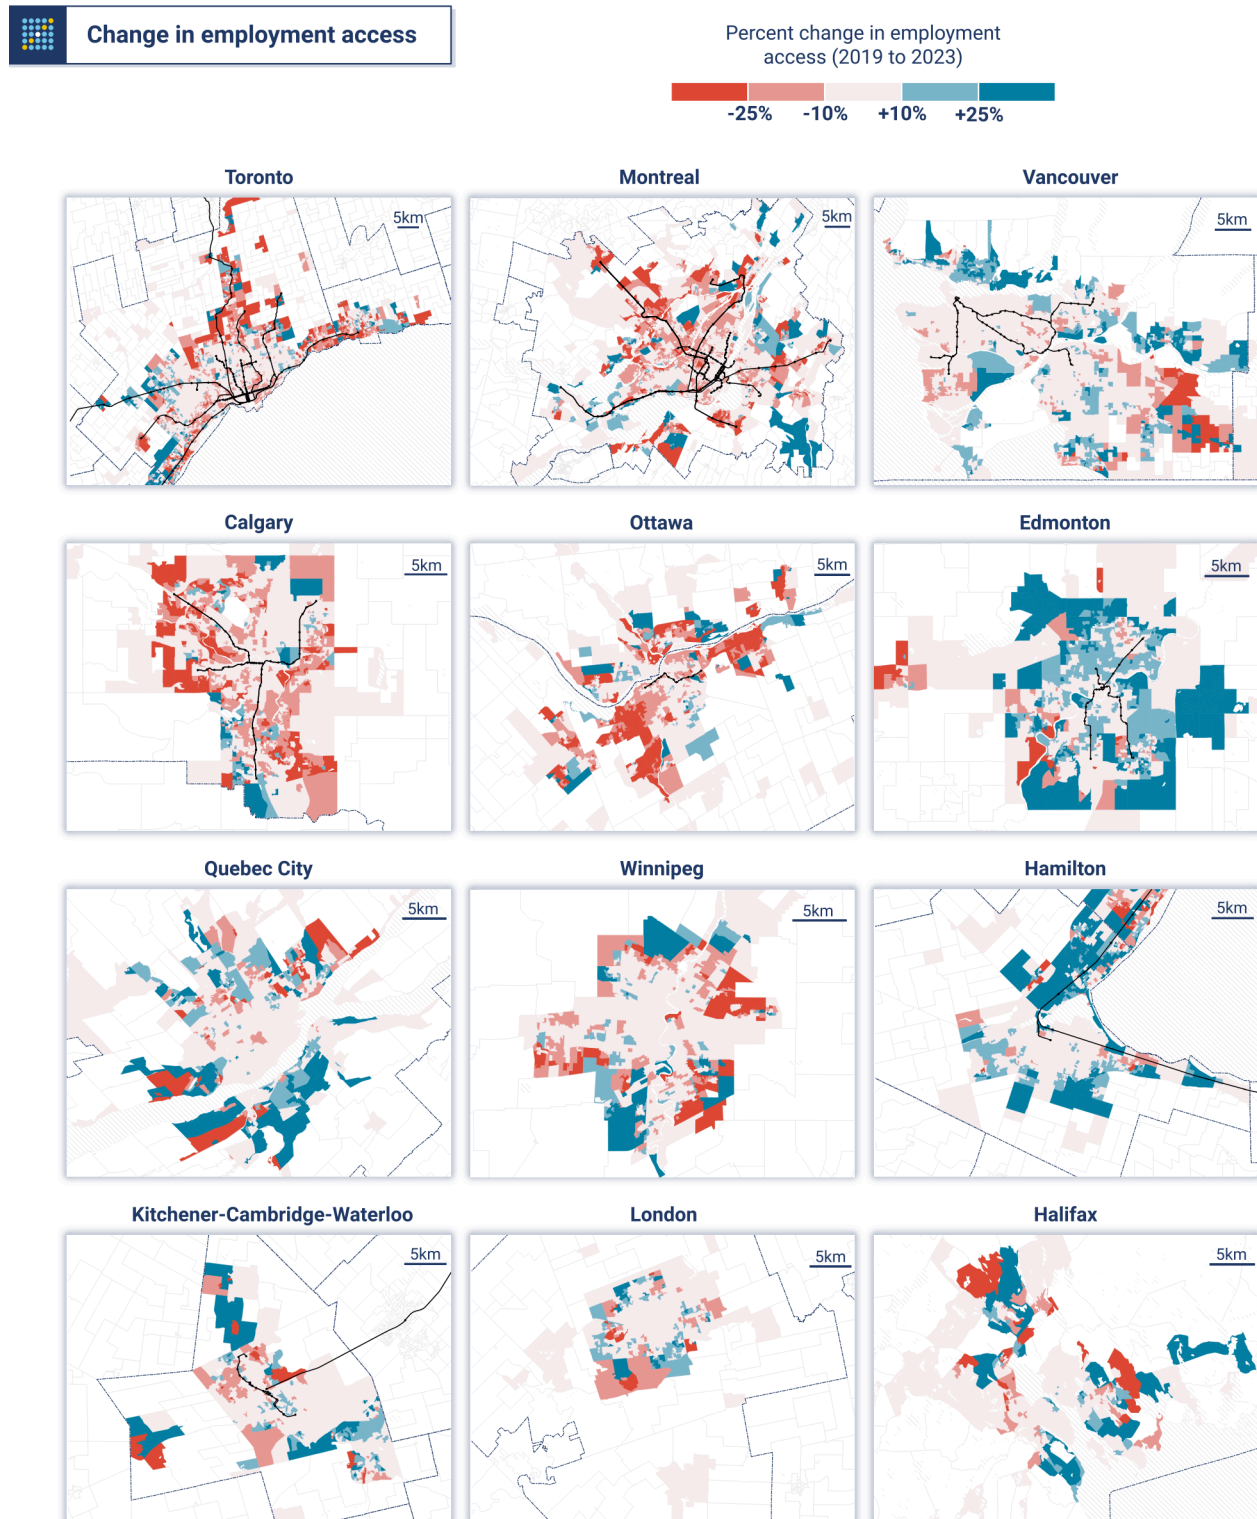 Change in employment access
Percent change in employment
access (2019 to 2023)
-25% -10% +10% +25%
Toronto
5km
Montreal
5km
Vancouver
5km
Calgary
5km
Ottawa
5km
Edmonton
5km
Quebec City
5km
Winnipeg
5km
Hamilton
5km
Kitchener-Cambridge-Waterloo
5km
London
5km
Halifax
5km